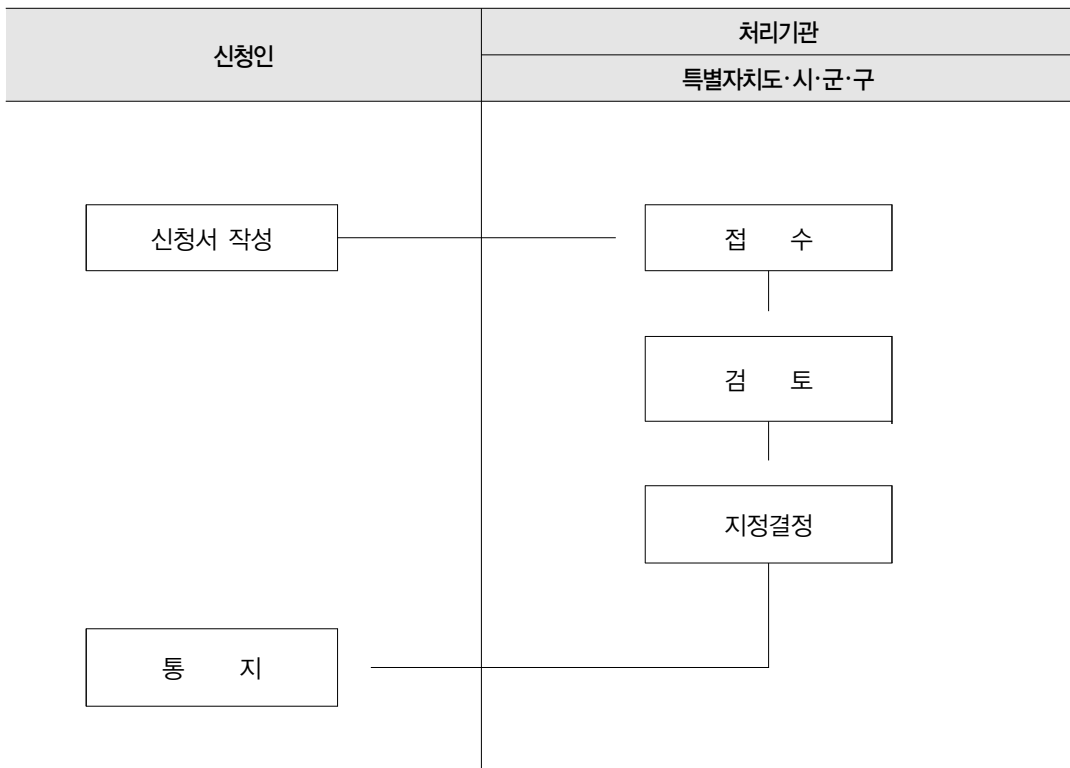 신청인
처리기관
특별자치도·시·군·구
신청서 작성
접 수
검 토
지정결정
통 지